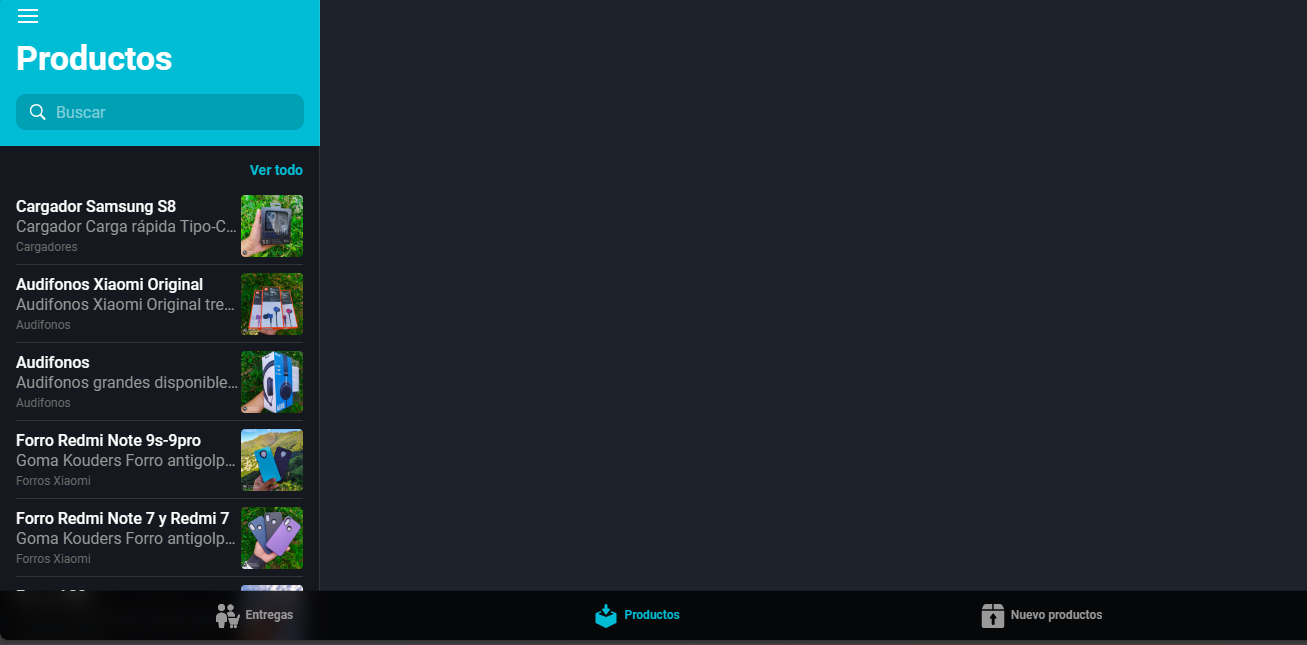 Productos
Buscar
Ver todo
Cargador Samsung S8
Cargador Carga rápida Tipo-C...
Cargadores
Audifonos Xiaomi Original
Audifonos Xiaomi Original tre...
Audifonos
Audifonos
Audifonos grandes disponible...
Audifonos
Forro Redmi Note 9s-9pro
Goma Kouders Forro antigolp...
Forros Xiaomi
Forro Redmi Note 7 y Redmi 7
Goma Kouders Forro antigolp...
Forros Xiaomi
Entregas
Productos
Nuevo productos